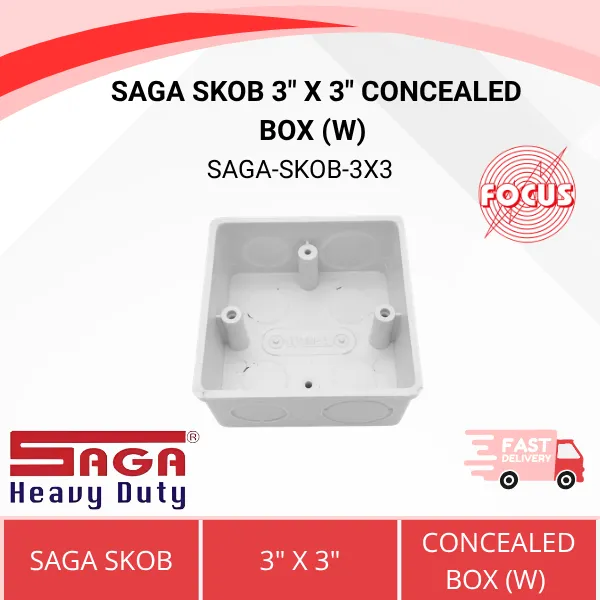 SAGA SKOB 3" X 3" CONCEALED
BOX (W)
SAGA-SKOB-3X3
FOCUS
SAGA®
Heavy Duty
FAST
DELIVERY
SAGA SKOB
3" X 3"
CONCEALED
BOX (W)